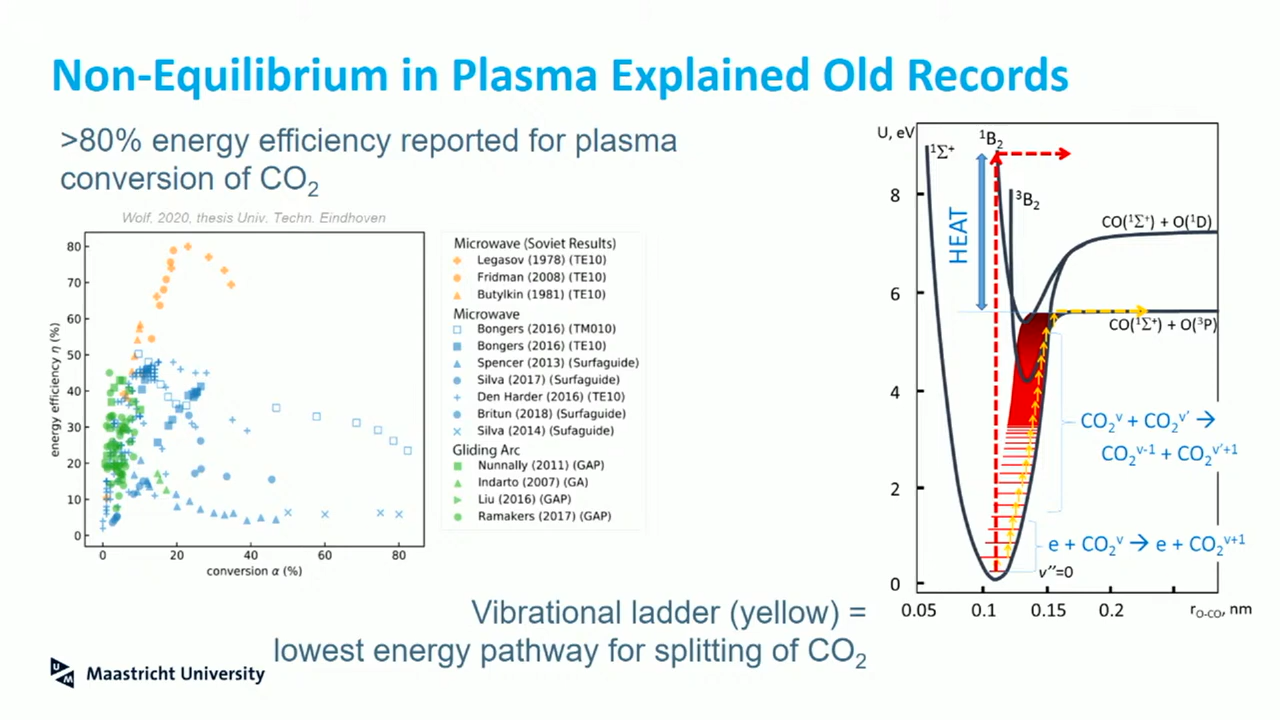 Non-Equilibrium in Plasma Explained Old Records
>80% energy efficiency reported for plasma
conversion of CO₂
Wolf, 2020, thesis Univ. Techn. Eindhoven
energy efficiency η (%)
80
70
60
50
40
30
20
10
0
0 20 40 60 80
conversion α (%)
Microwave (Soviet Results)
Legasov (1978) (TE10)
Fridman (2008) (TE10)
Butylkin (1981) (TE10)
Microwave
Bongers (2016) (TM010)
Bongers (2016) (TE10)
Spencer (2013) (Surfaguide)
Silva (2017) (Surfaguide)
Den Harder (2016) (TE10)
Britun (2018) (Surfaguide)
Silva (2014) (Sufaguide)
Gliding Arc
Nunnally (2011) (GAP)
Indarto (2007) (GA)
Liu (2016) (GAP)
Ramakers (2017) (GAP)
U, eV
¹Σ⁺
¹B₂
³B₂
HEAT
8
6
4
2
0
CO(¹Σ⁺) + O(¹D)
CO(¹Σ⁺) + O(³P)
CO₂ᵛ + CO₂ᵛ′ →
CO₂ᵛ⁻¹ + CO₂ᵛ′⁺¹
e + CO₂ᵛ → e + CO₂ᵛ⁺¹
v″=0
0.05 0.1 0.15 0.2 r_O-CO, nm
Vibrational ladder (yellow) =
lowest energy pathway for splitting of CO₂
UM
Maastricht University